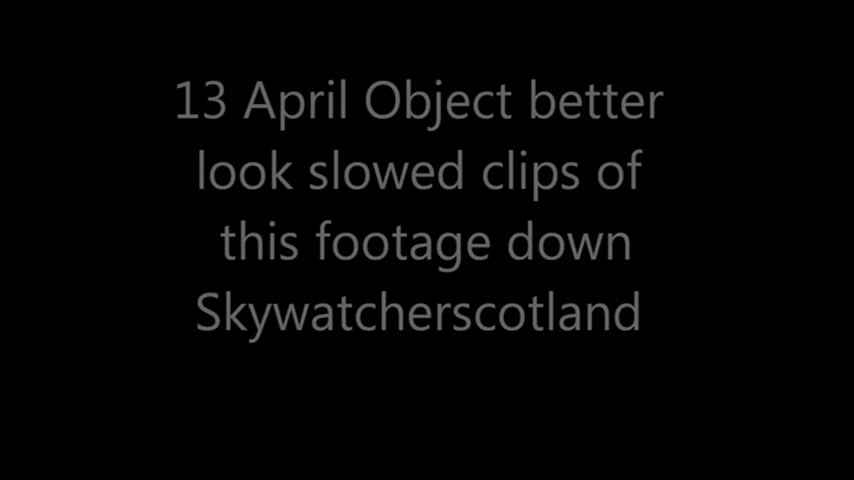 13 April Object better
look slowed clips of
this footage down
Skywatcherscotland